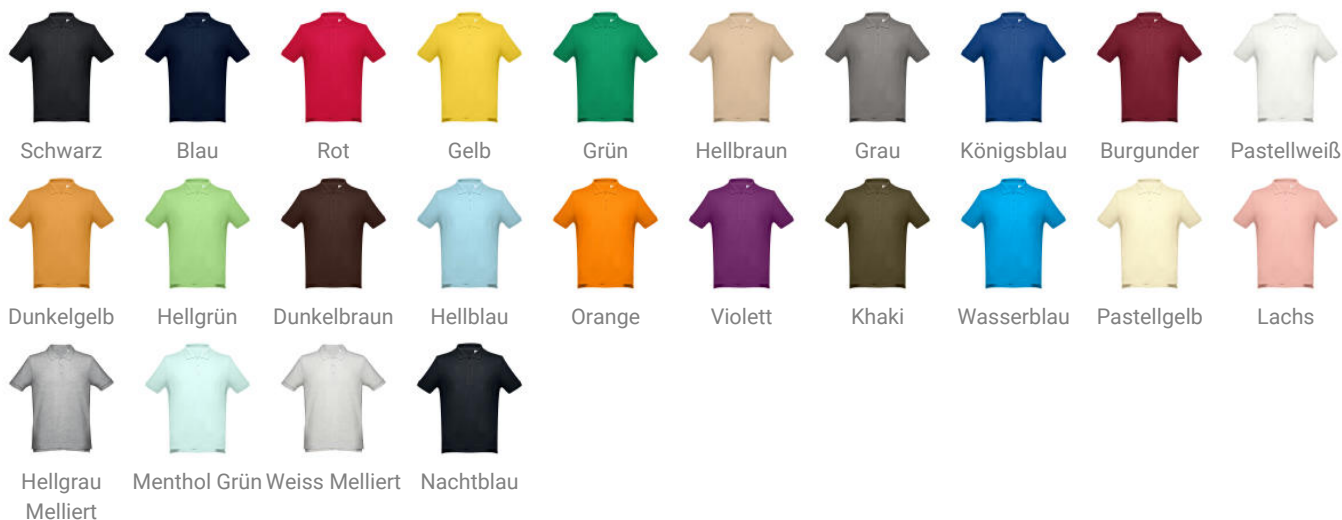 Schwarz Blau Rot Gelb Grün Hellbraun Grau Königsblau Burgunder Pastellweiß
Dunkelgelb Hellgrün Dunkelbraun Hellblau Orange Violett Khaki Wasserblau Pastellgelb Lachs
Hellgrau Menthol Grün Weiss Melliert Nachtblau
Melliert